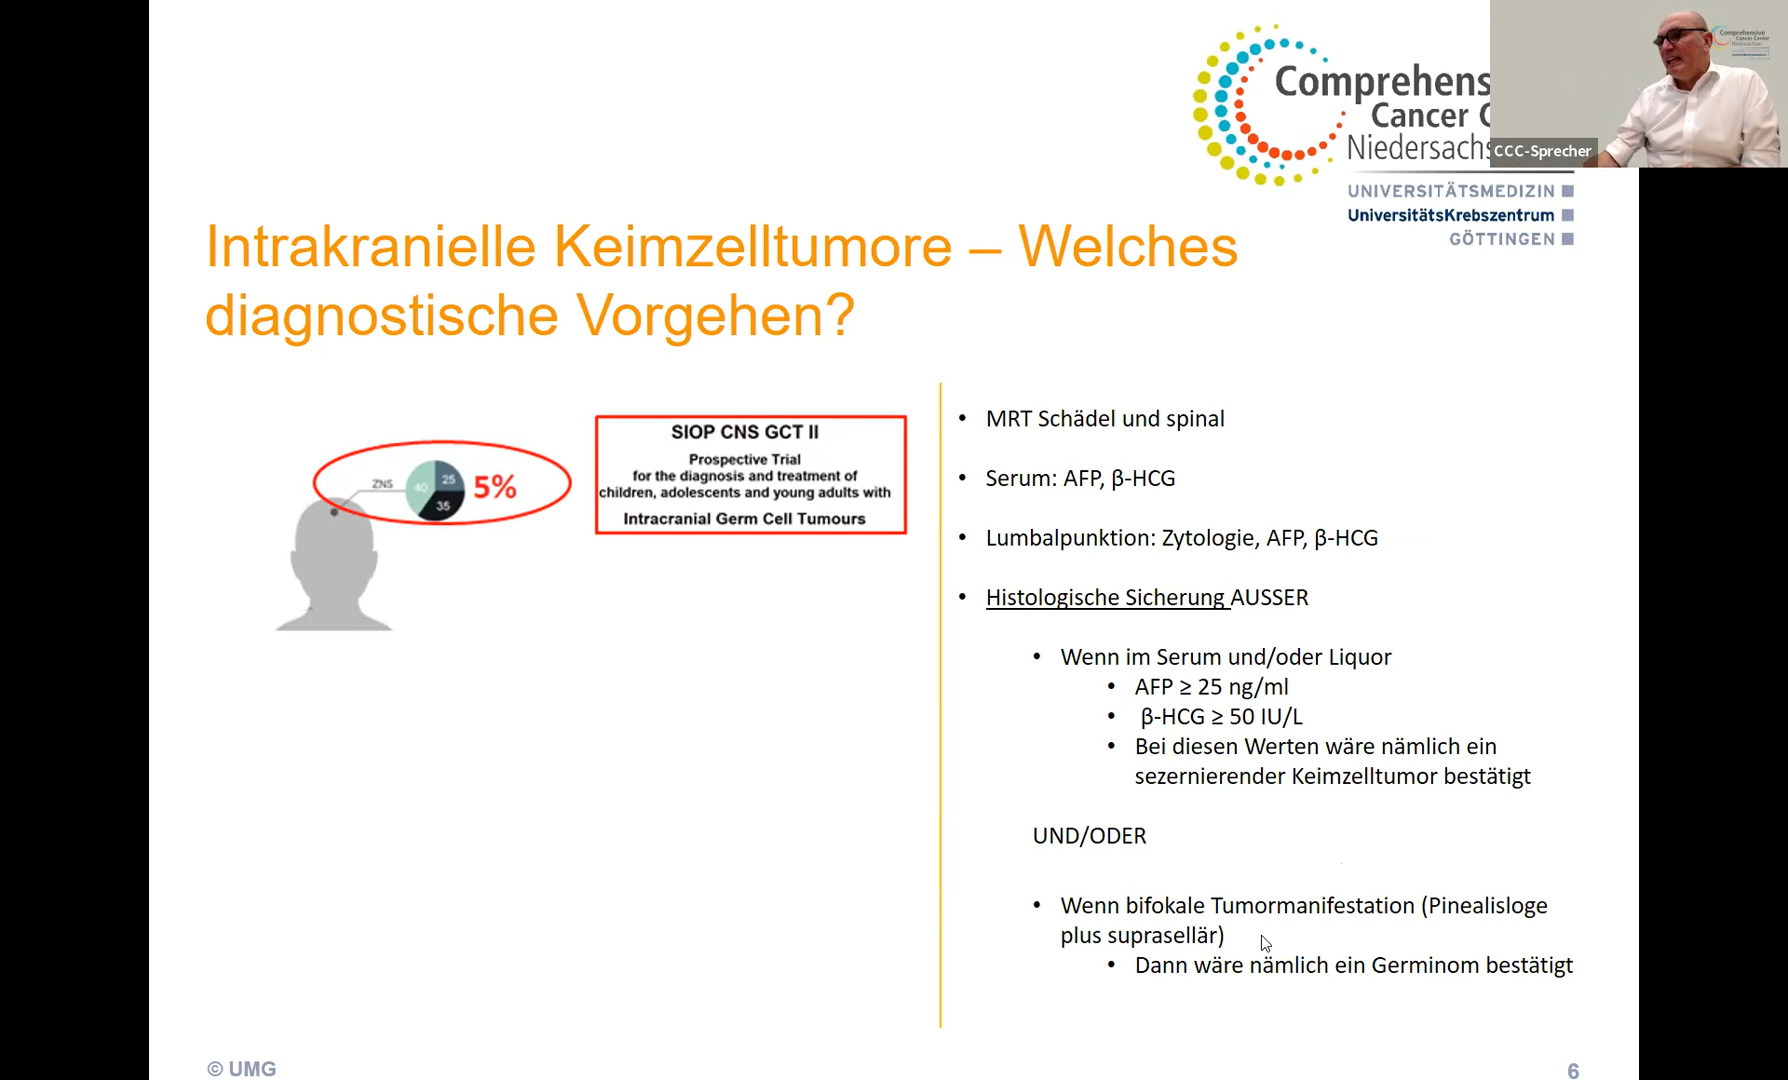 Comprehens
Cancer C
Niedersachs
CCC-Sprecher
UNIVERSITÄTSMEDIZIN
UniversitätsKrebszentrum
GÖTTINGEN
Intrakranielle Keimzelltumore – Welches
diagnostische Vorgehen?
ZNS
40
25
35
5%
SIOP CNS GCT II
Prospective Trial
for the diagnosis and treatment of
children, adolescents and young adults with
Intracranial Germ Cell Tumours
• MRT Schädel und spinal
• Serum: AFP, β-HCG
• Lumbalpunktion: Zytologie, AFP, β-HCG
• Histologische Sicherung AUSSER
• Wenn im Serum und/oder Liquor
• AFP ≥ 25 ng/ml
• β-HCG ≥ 50 IU/L
• Bei diesen Werten wäre nämlich ein
sezernierender Keimzelltumor bestätigt
UND/ODER
• Wenn bifokale Tumormanifestation (Pinealisloge
plus suprasellär)
• Dann wäre nämlich ein Germinom bestätigt
© UMG
6